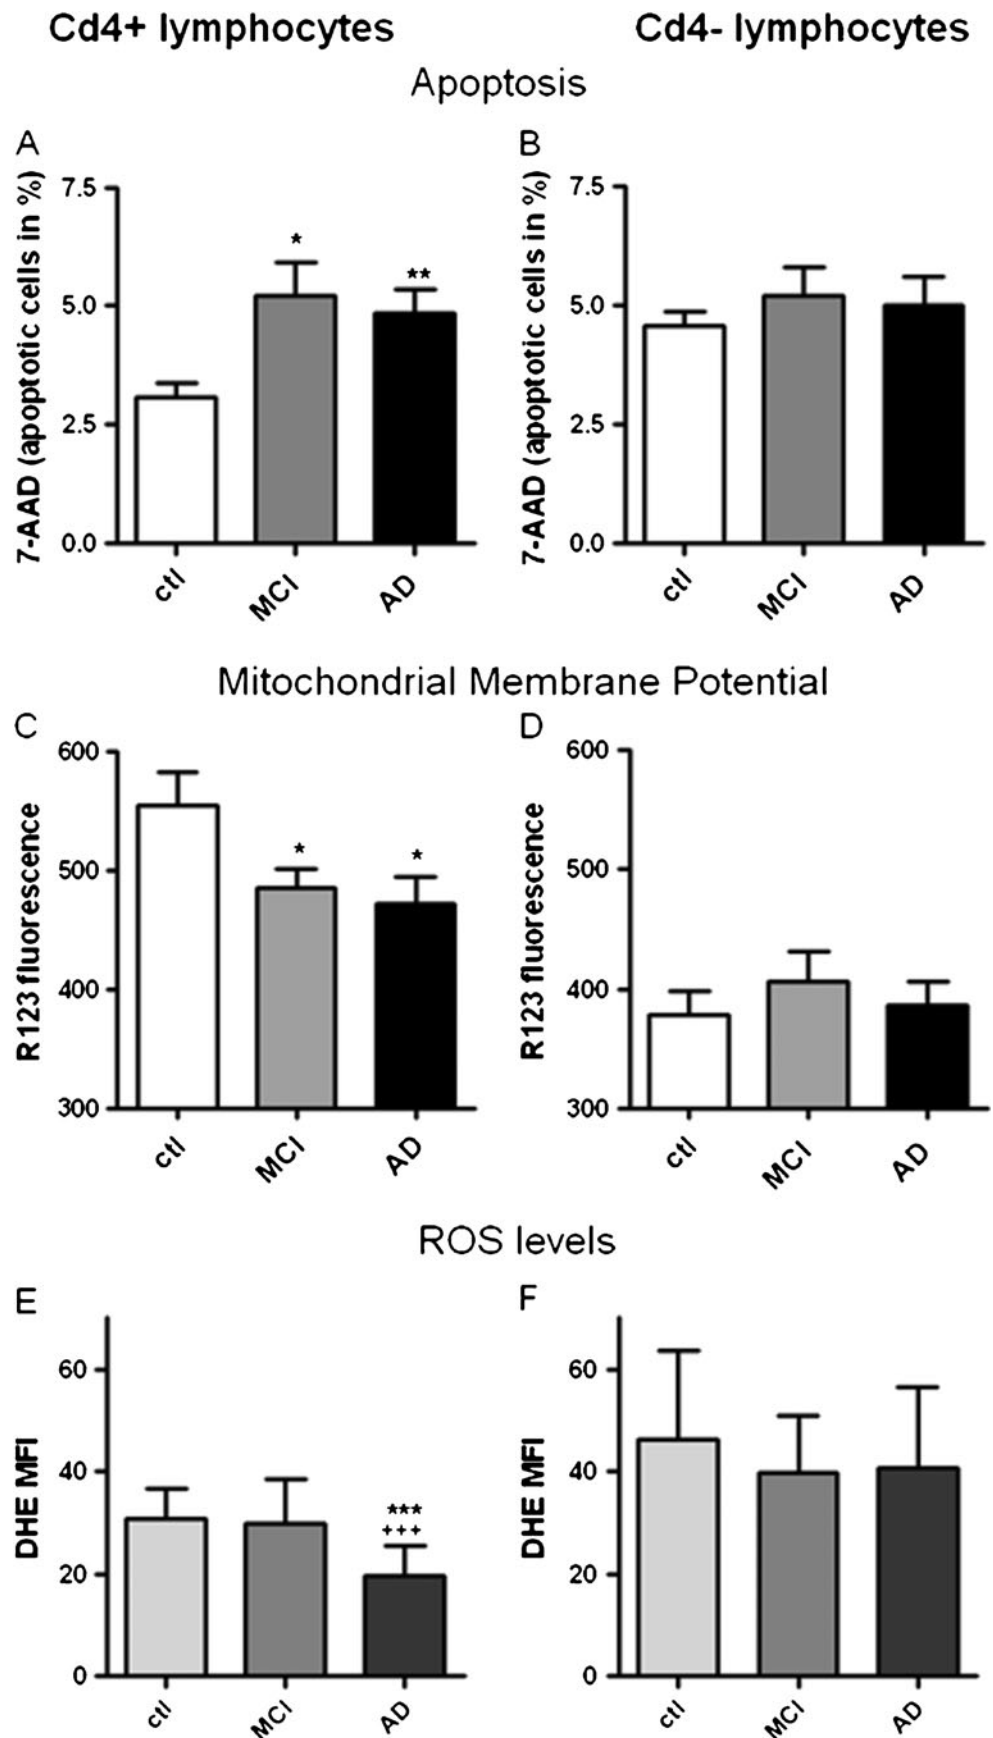 Cd4+ lymphocytes
Cd4- lymphocytes
Apoptosis
A
7-AAD (apoptotic cells in %)
7.5
5.0
2.5
0.0
*
**
ctl
MCI
AD
B
7-AAD (apoptotic cells in %)
7.5
5.0
2.5
0.0
ctl
MCI
AD
Mitochondrial Membrane Potential
C
R123 fluorescence
600
500
400
300
*
*
ctl
MCI
AD
D
R123 fluorescence
600
500
400
300
ctl
MCI
AD
ROS levels
E
DHE MFI
60
40
20
0
***
+++
ctl
MCI
AD
F
DHE MFI
60
40
20
0
ctl
MCI
AD